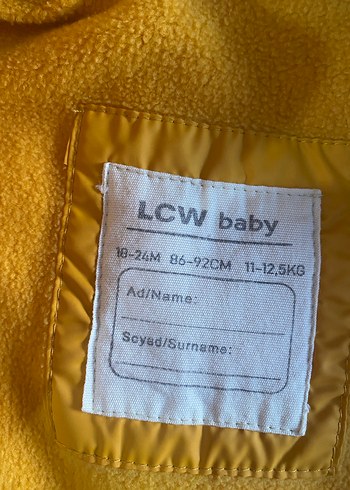 LCW baby
18-24M 86-92CM 11-12,5KG
Ad/Name:
Soyad/Surname: